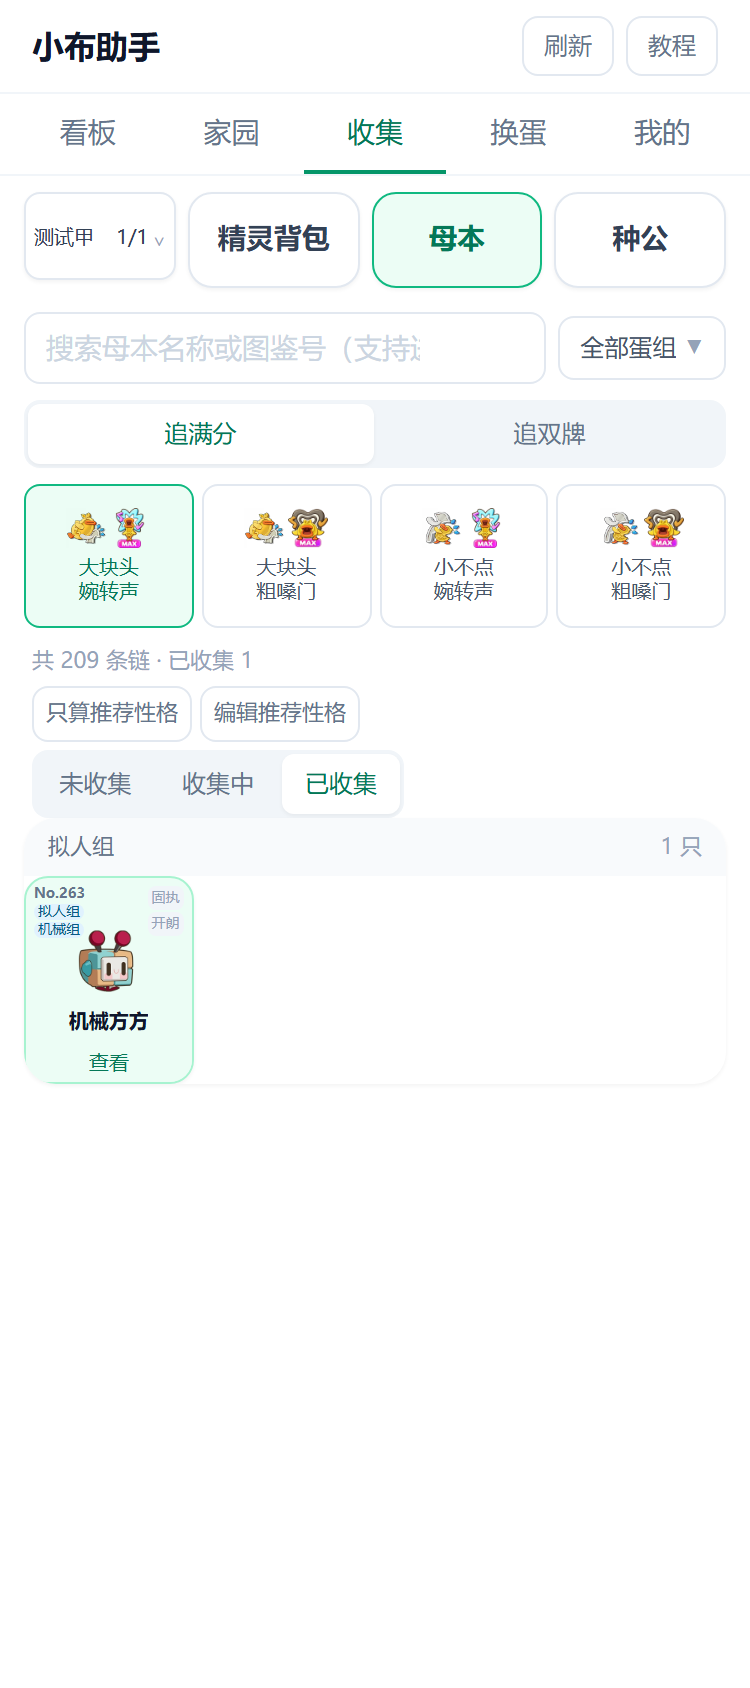 小布助手
刷新
教程
看板
家园
收集
换蛋
我的
测试甲 1/1
精灵背包
母本
种公
搜索母本名称或图鉴号（支持
全部蛋组 ▼
追满分
追双牌
MAX
大块头
婉转声
MAX
大块头
粗嗓门
MAX
小不点
婉转声
MAX
小不点
粗嗓门
共 209 条链 · 已收集 1
只算推荐性格
编辑推荐性格
未收集
收集中
已收集
拟人组
1 只
No.263
拟人组
机械组
固执
开朗
机械方方
查看